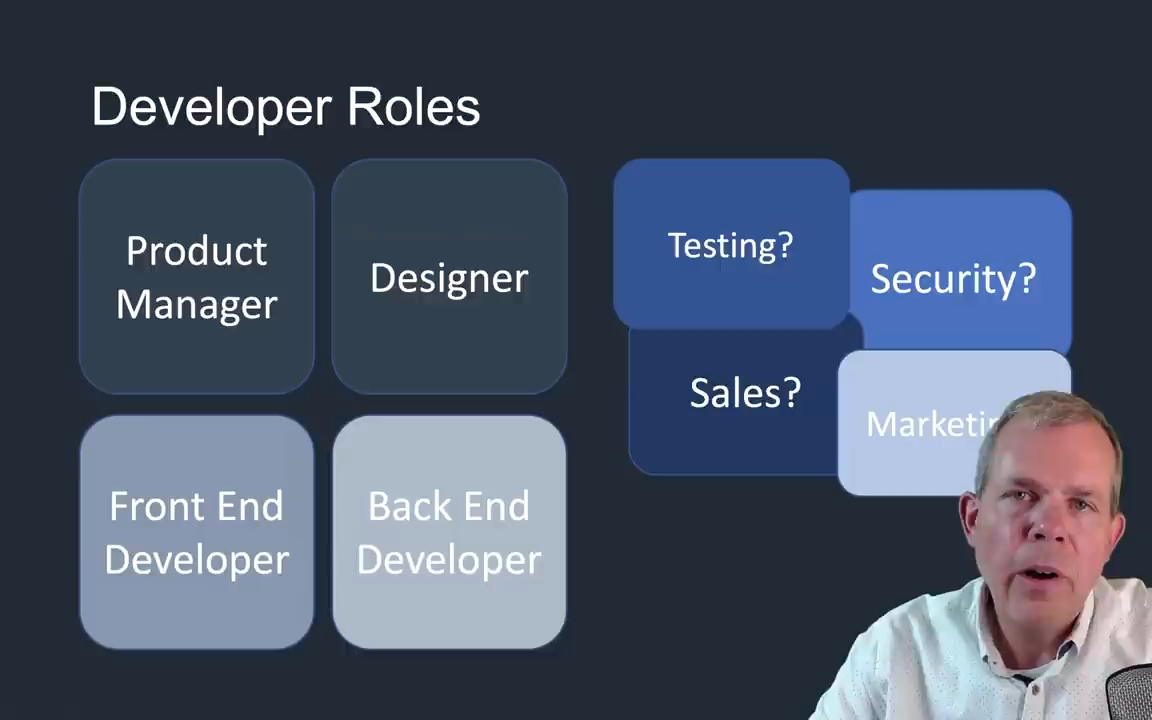 Developer Roles
Product
Manager
Designer
Testing?
Security?
Sales?
Front End
Developer
Back End
Developer